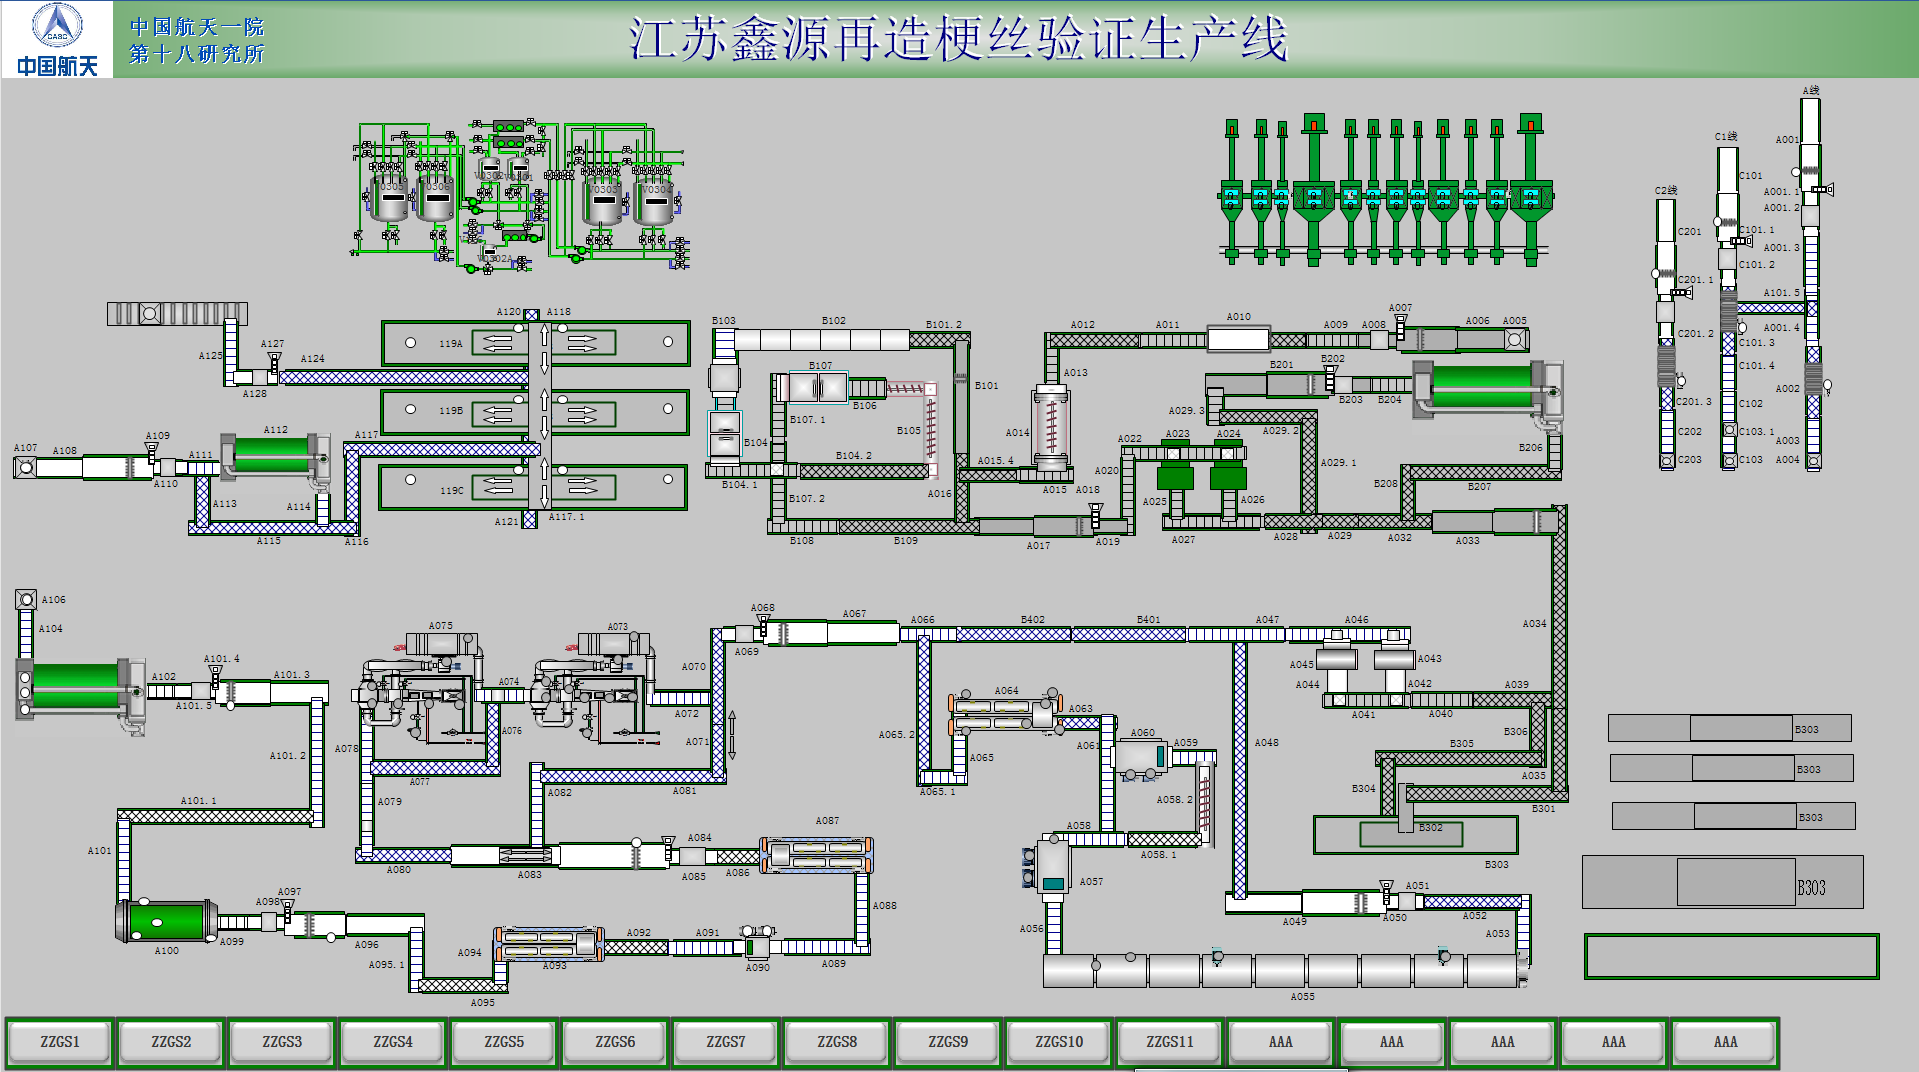 CASC
中国航天
中国航天一院
第十八研究所
江苏鑫源再造梗丝验证生产线
A线
C1线
C2线
A001
A001.1
A001.2
A001.3
A101.5
A001.4
A002
A003
A004
C101
C101.1
C101.2
C101.3
C101.4
C102
C103.1
C103
C201
C201.1
C201.2
C201.3
C202
C203
V0305
V0306
V0302
V0301
V0303
V0304
V0302A
A125
A127
A124
A128
A120
A118
119A
119B
119C
A117
A117.1
A121
A107
A108
A109
A110
A111
A112
A113
A114
A115
A116
B103
B102
B101.2
B101
B107
B107.1
B106
B105
B104
B104.1
B104.2
B107.2
B108
B109
A016
A015.4
A015
A018
A017
A019
A020
A012
A011
A010
A009
A008
A007
A006
A005
A013
A014
B201
B202
B203
B204
A029.3
A029.2
A029.1
A022
A023
A024
A025
A026
A027
A028
A029
A032
A033
B206
B207
B208
A034
A106
A104
A102
A101.4
A101.5
A101.3
A101.2
A101.1
A101
A100
A099
A098
A097
A096
A095.1
A095
A094
A093
A092
A091
A090
A089
A088
A087
A086
A085
A084
A083
A082
A081
A080
A079
A078
A077
A076
A075
A074
A073
A072
A071
A070
A069
A068
A067
A066
B402
B401
A047
A046
A045
A044
A043
A042
A041
A040
A039
A065.2
A065.1
A065
A064
A063
A061
A060
A059
A058.2
A058.1
A058
A057
A056
A055
A053
A052
A051
A050
A049
A048
B306
B305
B304
A035
B301
B302
B303
B303
B303
B303
B303
ZZGS1
ZZGS2
ZZGS3
ZZGS4
ZZGS5
ZZGS6
ZZGS7
ZZGS8
ZZGS9
ZZGS10
ZZGS11
AAA
AAA
AAA
AAA
AAA